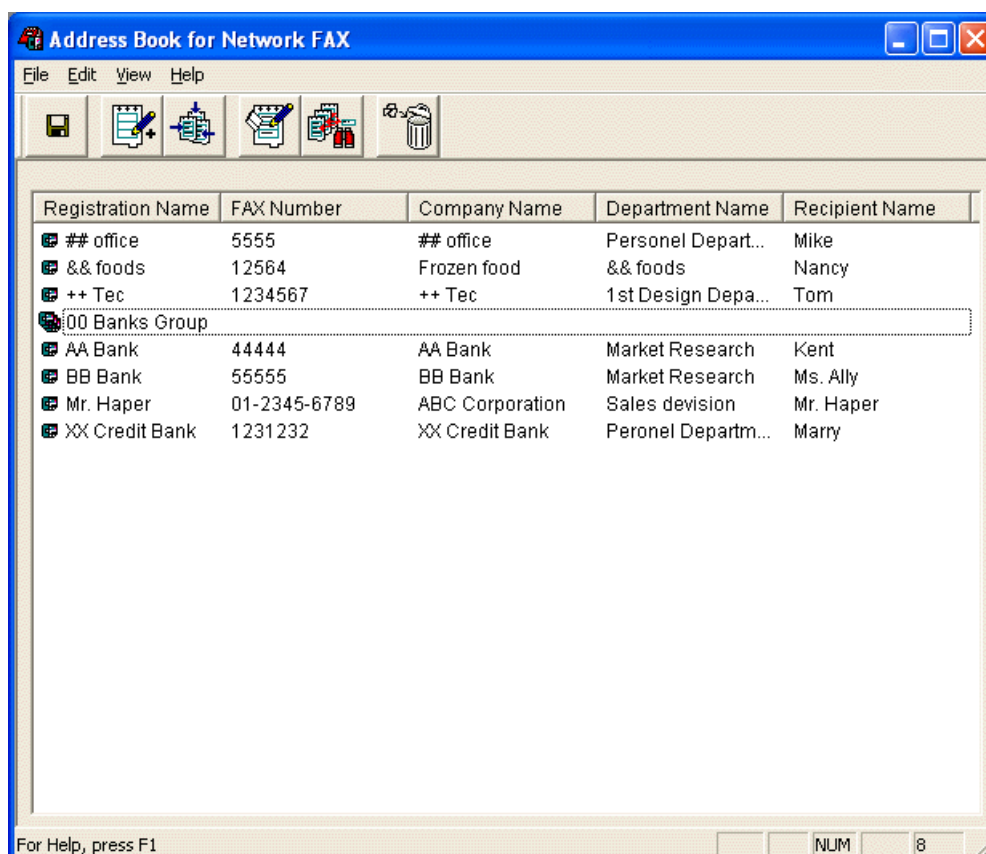 Address Book for Network FAX
File Edit View Help
Registration Name FAX Number Company Name Department Name Recipient Name
## office 5555 ## office Personel Depart... Mike
&& foods 12564 Frozen food && foods Nancy
++ Tec 1234567 ++ Tec 1st Design Depa... Tom
00 Banks Group
AA Bank 44444 AA Bank Market Research Kent
BB Bank 55555 BB Bank Market Research Ms. Ally
Mr. Haper 01-2345-6789 ABC Corporation Sales devision Mr. Haper
XX Credit Bank 1231232 XX Credit Bank Peronel Departm... Marry
For Help, press F1 NUM 8